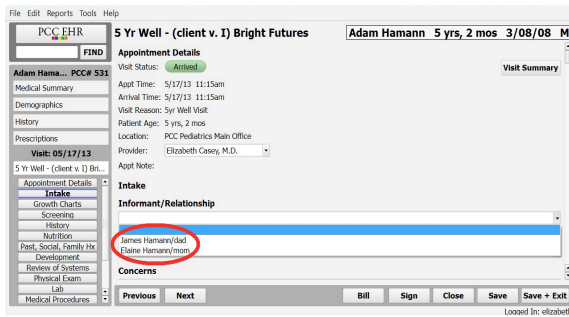 File Edit Reports Tools Help
PCC EHR
FIND
Adam Hama... PCC# 531
Medical Summary
Demographics
History
Prescriptions
Visit: 05/17/13
5 Yr Well - (client v. I) Bri...
Appointment Details
Intake
Growth Charts
Screening
History
Nutrition
Past, Social, Family Hx
Development
Review of Systems
Physical Exam
Lab
Medical Procedures
5 Yr Well - (client v. I) Bright Futures
Adam Hamann 5 yrs, 2 mos 3/08/08 M
Appointment Details
Visit Status: Arrived
Visit Summary
Appt Time: 5/17/13 11:15am
Arrival Time: 5/17/13 11:15am
Visit Reason: 5yr Well Visit
Patient Age: 5 yrs, 2 mos
Location: PCC Pediatrics Main Office
Provider: Elizabeth Casey, M.D.
Appt Note:
Intake
Informant/Relationship
James Hamann/dad
Elaine Hamann/mom
Concerns
Previous Next Bill Sign Close Save Save + Exit
Logged In: elizabeth